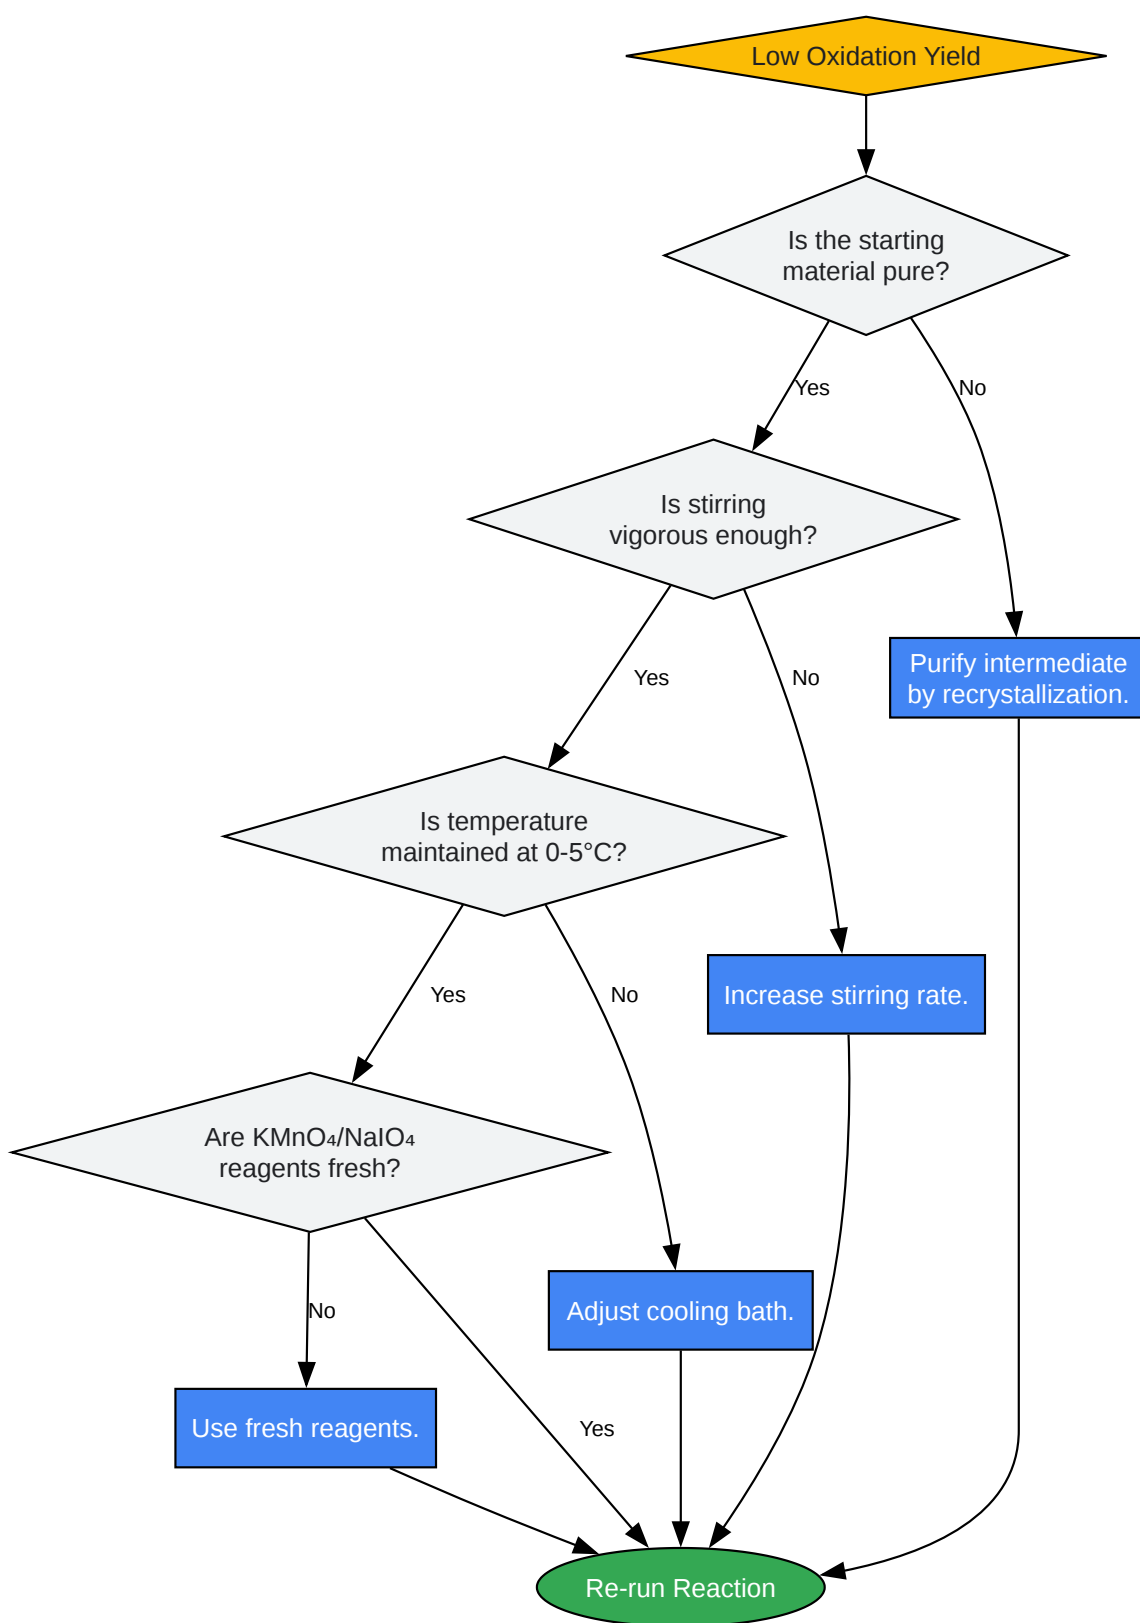 Low Oxidation Yield
Is the starting
material pure?
Yes
No
Is stirring
vigorous enough?
Purify intermediate
by recrystallization.
Yes
No
Is temperature
maintained at 0-5°C?
Increase stirring rate.
Yes
No
Are KMnO₄/NaIO₄
reagents fresh?
Adjust cooling bath.
No
Use fresh reagents.
Yes
Re-run Reaction